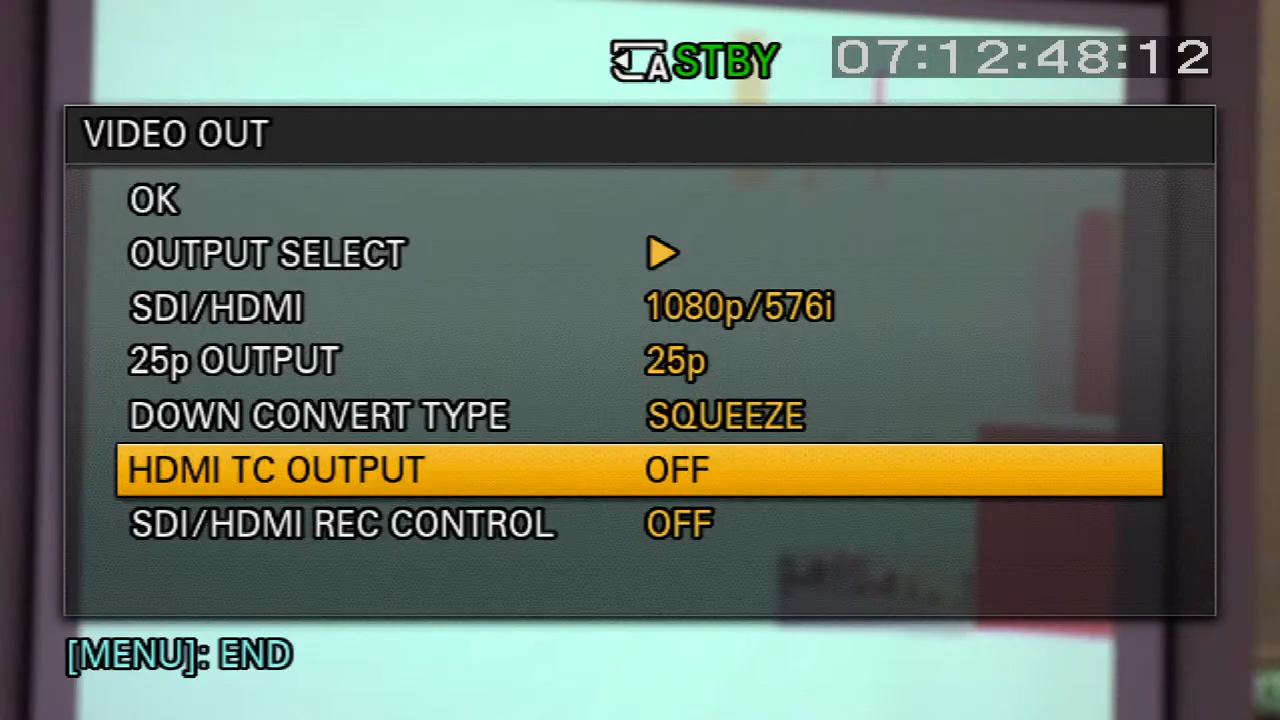 A STBY 07:12:48:12
VIDEO OUT
OK
OUTPUT SELECT
SDI/HDMI 1080p/576i
25p OUTPUT 25p
DOWN CONVERT TYPE SQUEEZE
HDMI TC OUTPUT OFF
SDI/HDMI REC CONTROL OFF
[MENU]: END